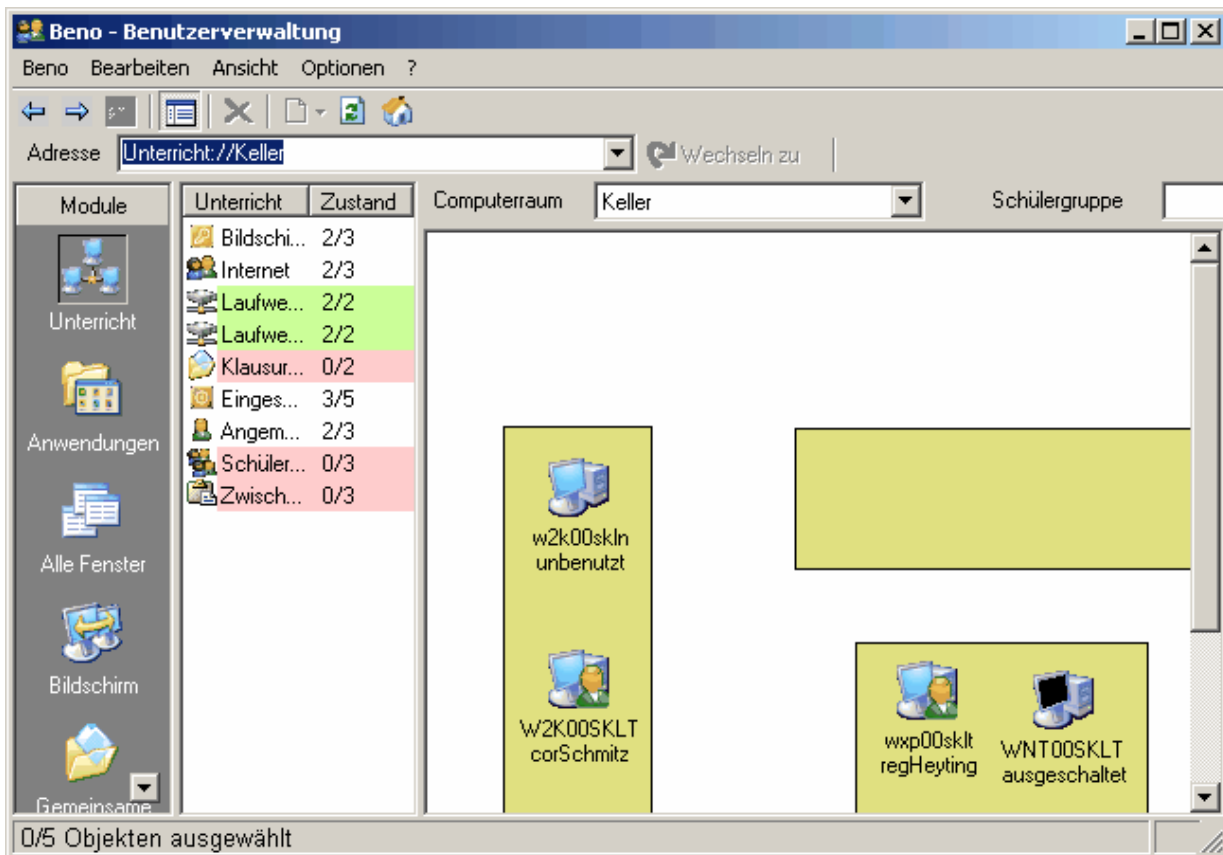 Beno - Benutzerverwaltung
Beno Bearbeiten Ansicht Optionen ?
Adresse Unterricht://Keller Wechseln zu
Module
Unterricht
Anwendungen
Alle Fenster
Bildschirm
Gemeinsame
Unterricht Zustand
Bildschi... 2/3
Internet 2/3
Laufwe... 2/2
Laufwe... 2/2
Klausur... 0/2
Einges... 3/5
Angem... 2/3
Schüler... 0/3
Zwisch... 0/3
Computerraum Keller Schülergruppe
w2k00skln
unbenutzt
W2K00SKLT
corSchmitz
wxp00sklt
regHeyting
WNT00SKLT
ausgeschaltet
0/5 Objekten ausgewählt